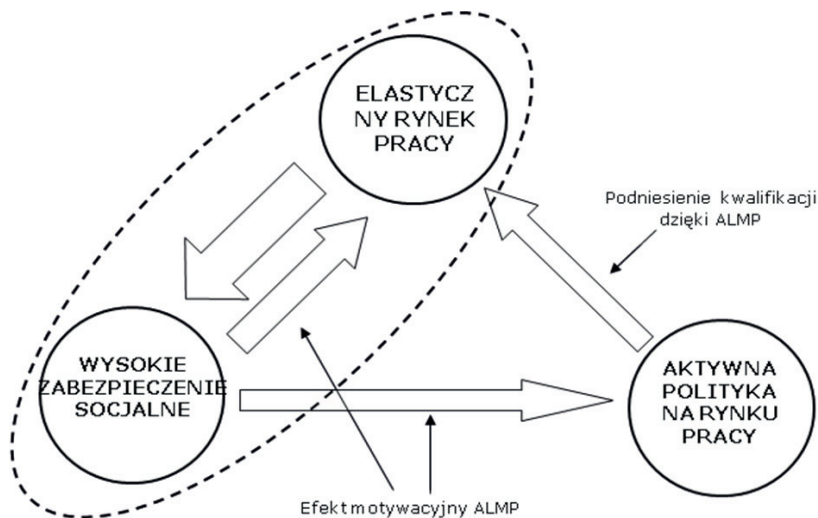 ELASTYCZ
NY RYNEK
PRACY
Podniesienie kwalifikacji
dzięki ALMP
WYSOKIE
ZABEZPIECZENIE
SOCJALNE
AKTYWNA
POLITYKA
NA RYNKU
PRACY
Efekt motywacyjny ALMP